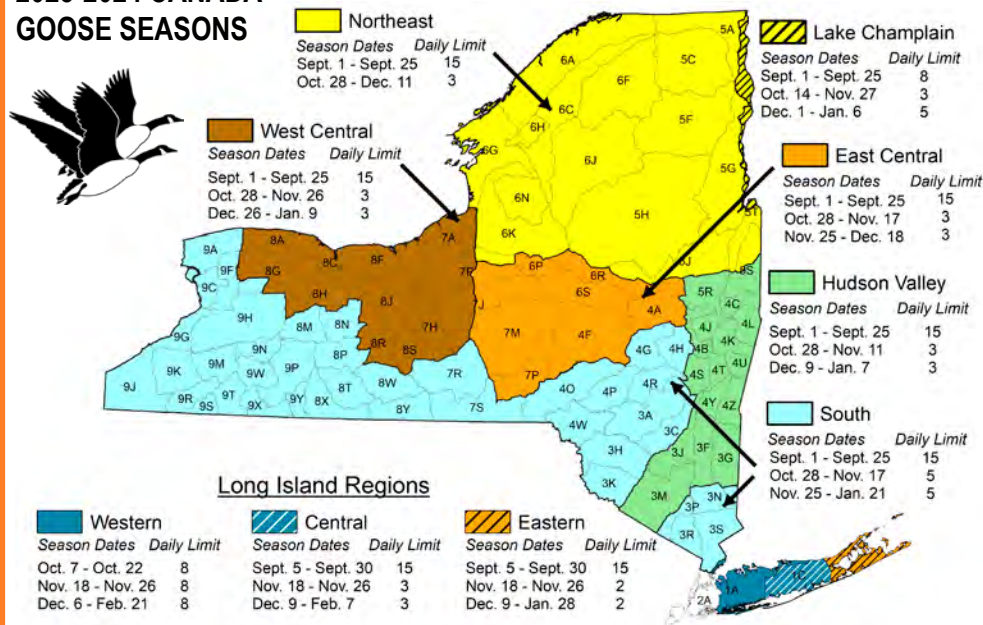 GOOSE SEASONS
Northeast
Season Dates Daily Limit
Sept. 1 - Sept. 25 15
Oct. 28 - Dec. 11 3
Lake Champlain
Season Dates Daily Limit
Sept. 1 - Sept. 25 8
Oct. 14 - Nov. 27 3
Dec. 1 - Jan. 6 5
West Central
Season Dates Daily Limit
Sept. 1 - Sept. 25 15
Oct. 28 - Nov. 26 3
Dec. 26 - Jan. 9 3
East Central
Season Dates Daily Limit
Sept. 1 - Sept. 25 15
Oct. 28 - Nov. 17 3
Nov. 25 - Dec. 18 3
Hudson Valley
Season Dates Daily Limit
Sept. 1 - Sept. 25 15
Oct. 28 - Nov. 11 3
Dec. 9 - Jan. 7 3
South
Season Dates Daily Limit
Sept. 1 - Sept. 25 15
Oct. 28 - Nov. 17 5
Nov. 25 - Jan. 21 5
Long Island Regions
Western
Season Dates Daily Limit
Oct. 7 - Oct. 22 8
Nov. 18 - Nov. 26 8
Dec. 6 - Feb. 21 8
Central
Season Dates Daily Limit
Sept. 5 - Sept. 30 15
Nov. 18 - Nov. 26 3
Dec. 9 - Feb. 7 3
Eastern
Season Dates Daily Limit
Sept. 5 - Sept. 30 15
Nov. 18 - Nov. 26 2
Dec. 9 - Jan. 28 2
5A
6A
5C
6F
6C
6H
5F
6G
6J
5G
6N
5H
6K
9A
8A
8C
8F
7A
9F
8G
9C
8H
8J
6P
6R
6S
5R
4C
9H
8M
8N
7H
7M
4F
4A
4J
4L
9G
8R
8S
4G
4H
4B
4K
9N
8P
9K
9M
9W
9P
7R
7P
4S
4T
4U
9J
8T
8W
4O
4P
4R
9R
9S
9T
9X
9Y
8X
8Y
7S
3A
4Y
4Z
4W
3C
3H
3J
3F
3G
3K
3M
3N
3P
3R
3S
2A
1A
1C